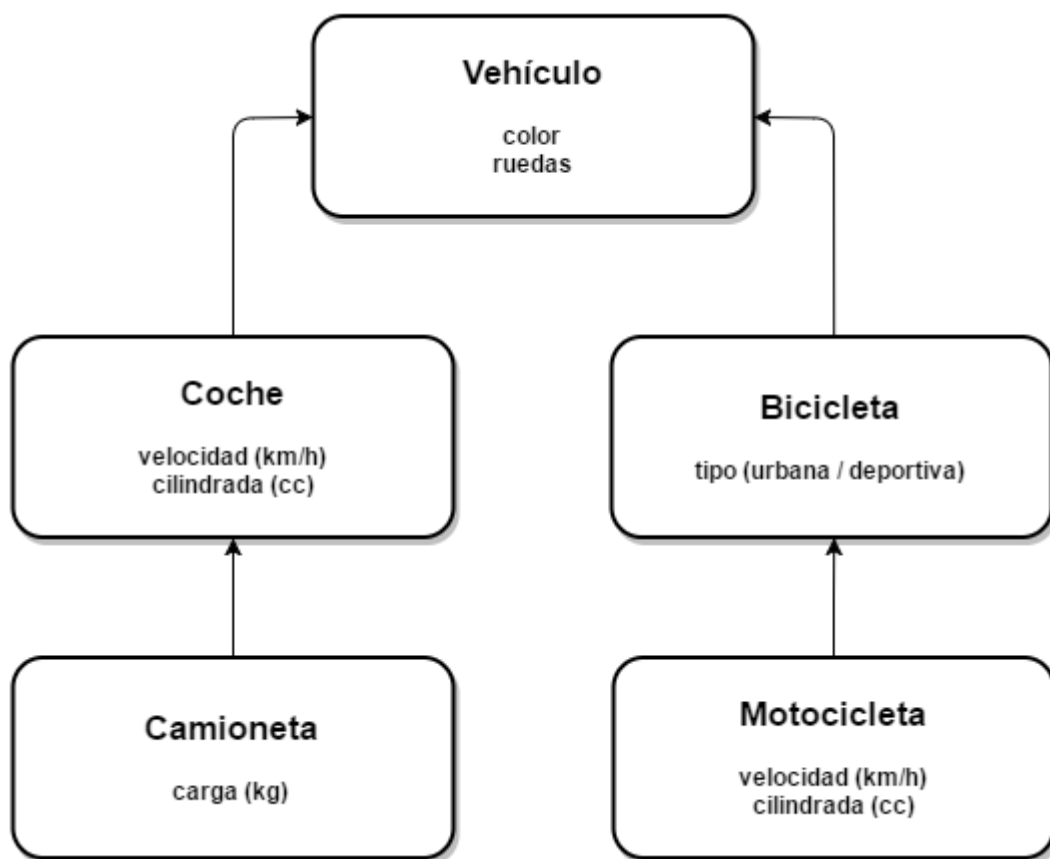 Vehículo
color
ruedas
Coche
velocidad (km/h)
cilindrada (cc)
Bicicleta
tipo (urbana / deportiva)
Camioneta
carga (kg)
Motocicleta
velocidad (km/h)
cilindrada (cc)